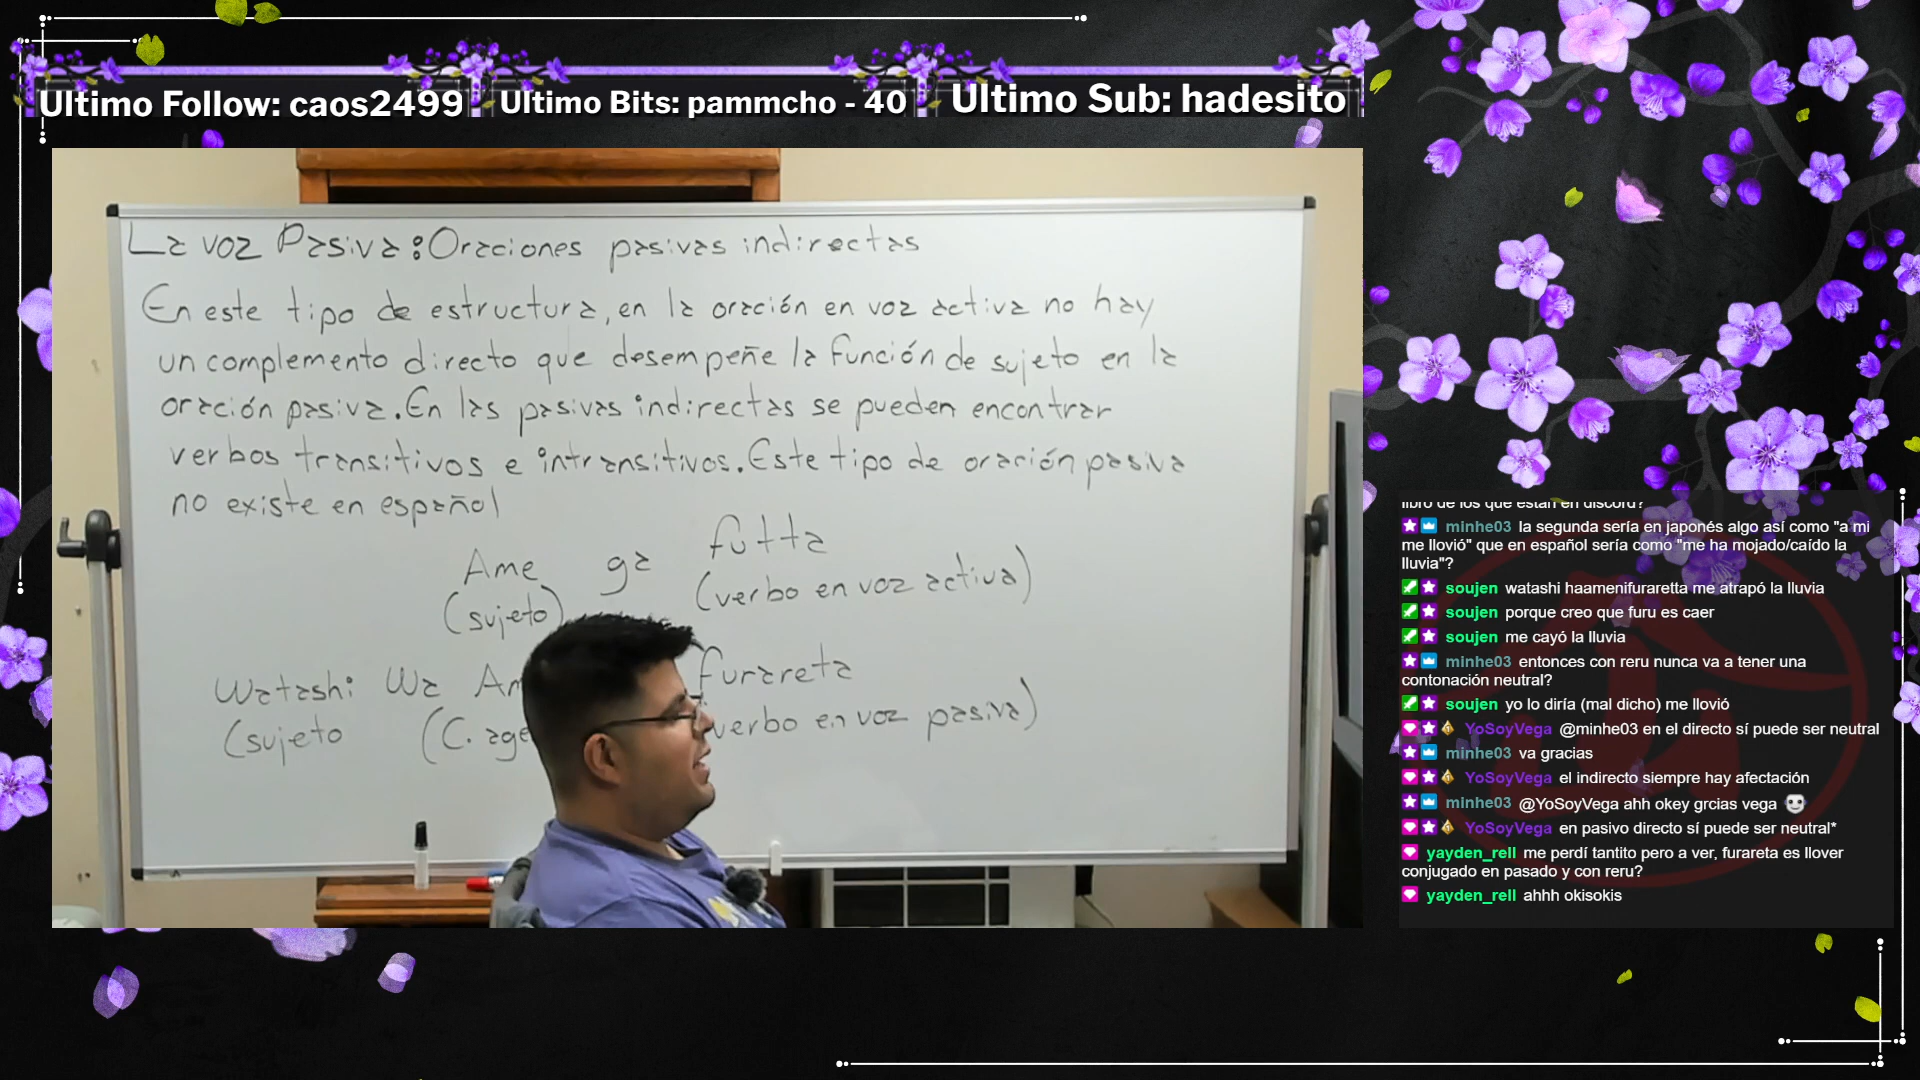 Ultimo Follow: caos2499
Ultimo Bits: pammcho - 40
Ultimo Sub: hadesito
La voz Pasiva: Oraciones pasivas indirectas
En este tipo de estructura, en la oración en voz activa no hay
un complemento directo que desempeñe la función de sujeto en la
oración pasiva. En las pasivas indirectas se pueden encontrar
verbos transitivos e intransitivos. Este tipo de oración pasiva
no existe en español
Ame ga futta
(sujeto) (verbo en voz activa)
Watashi Wa furareta
(sujeto (C. verbo en voz pasiva)
libro de los que están en discord?
minhe03 la segunda sería en japonés algo así como "a mi
me llovió" que en español sería como "me ha mojado/caído la
lluvia"?
soujen watashi haamenifuraretta me atrapó la lluvia
soujen porque creo que furu es caer
soujen me cayó la lluvia
minhe03 entonces con reru nunca va a tener una
contonación neutral?
soujen yo lo diría (mal dicho) me llovió
YoSoyVega @minhe03 en el directo sí puede ser neutral
minhe03 va gracias
YoSoyVega el indirecto siempre hay afectación
minhe03 @YoSoyVega ahh okey grcias vega
YoSoyVega en pasivo directo sí puede ser neutral*
yayden_rell me perdí tantito pero a ver, furareta es llover
conjugado en pasado y con reru?
yayden_rell ahhh okisokis